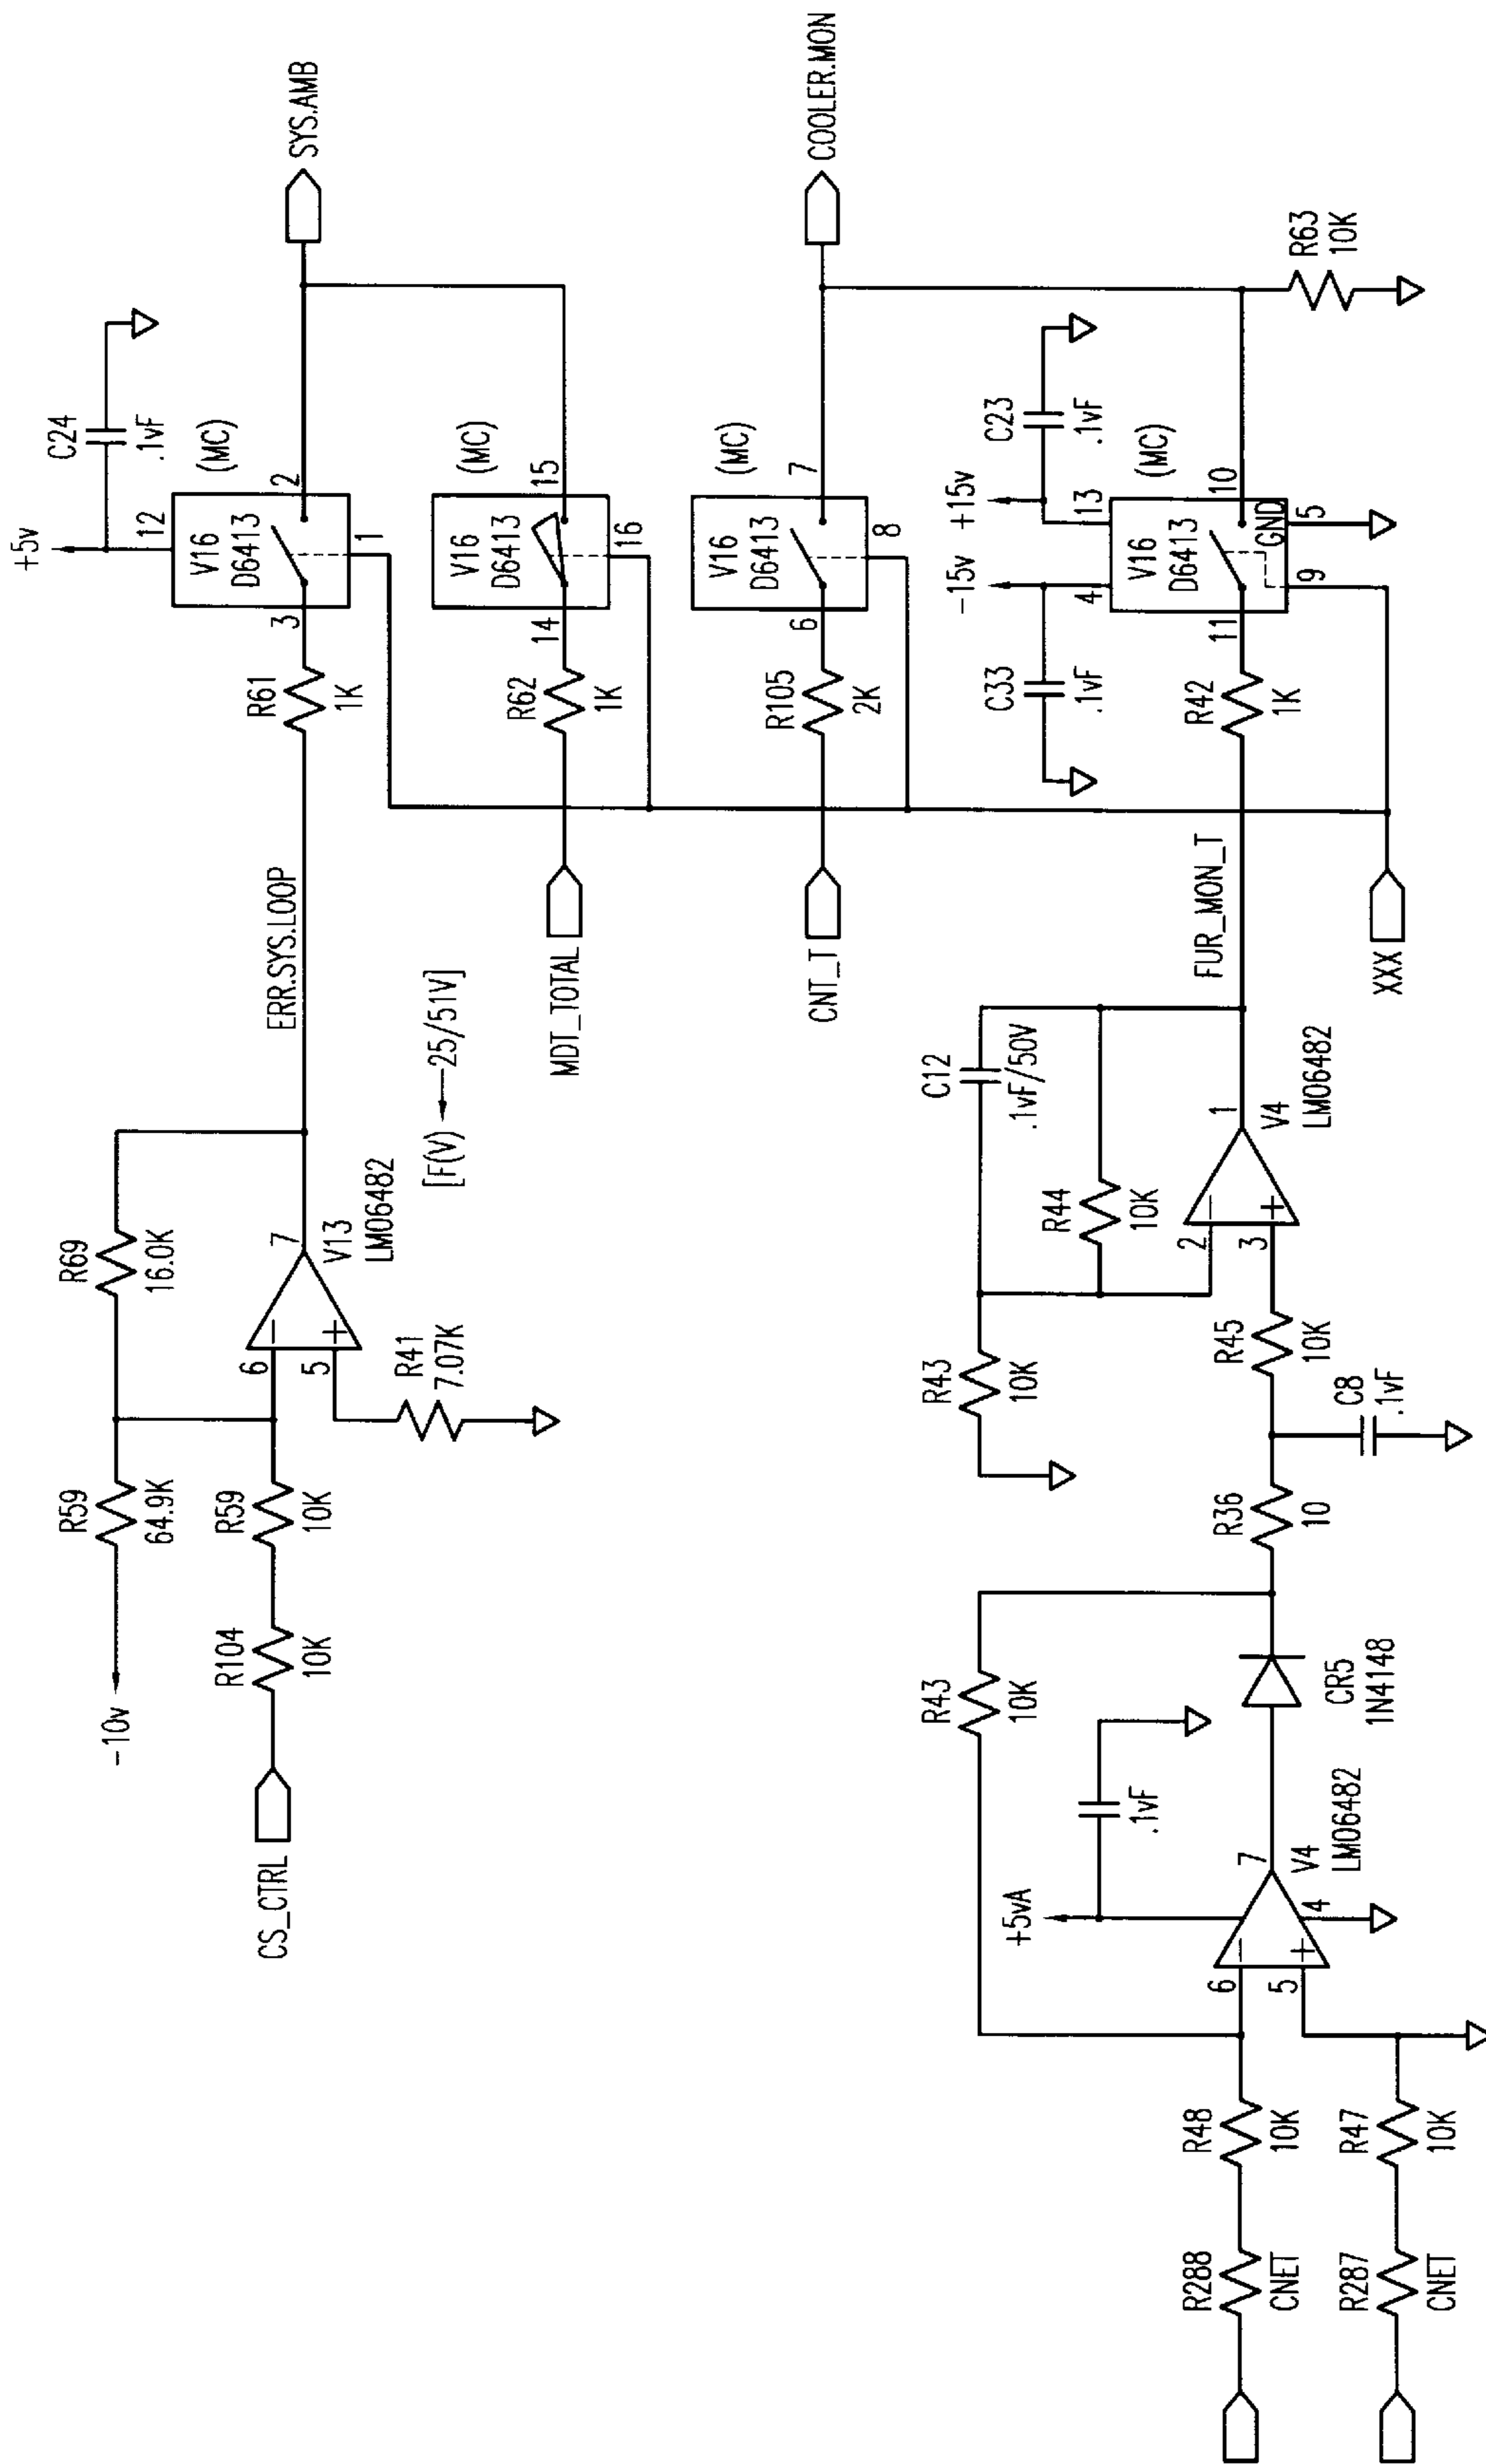 +5v
C24
.1vF
12
V16
D6413
(MC)
3
2
1
R61
1K
SYS.AMB
ERR.SYS.LOOP
-10v
R59
64.9K
R69
16.0K
CS_CTRL
R104
10K
R59
10K
6
5
7
V13
LM06482
R41
7.07K
[F(V)
25/51V]
MDT_TOTAL
R62
1K
14
V16
D6413
15
16
(MC)
CNT_T
R105
2K
6
V16
D6413
7
8
(MC)
COOLER.MON
-15v
+15v
C33
.1vF
C23
.1vF
4
13
V16
D6413
(MC)
11
10
GND
9
5
R42
1K
R63
10K
FUR_MON_T
XXX
C12
.1vF/50V
R44
10K
R43
10K
2
3
1
V4
LM06482
R45
10K
C8
.1vF
R36
10
R43
10K
CR5
1N4148
+5vA
.1vF
6
5
7
4
V4
LM06482
R48
10K
R288
CNET
R47
10K
R287
CNET